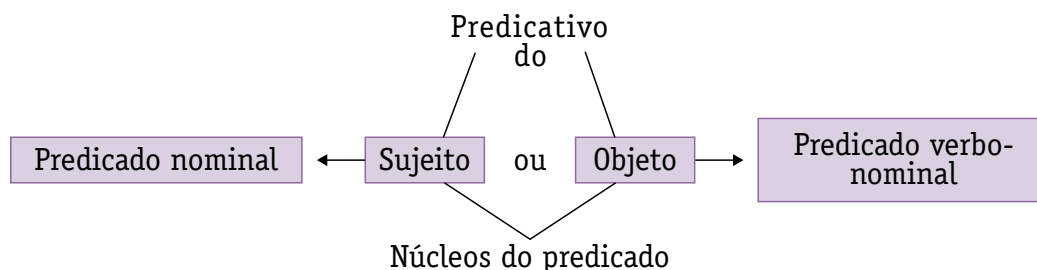 Predicativo
do
Predicado nominal
Sujeito
ou
Objeto
Predicado verbo-
nominal
Núcleos do predicado